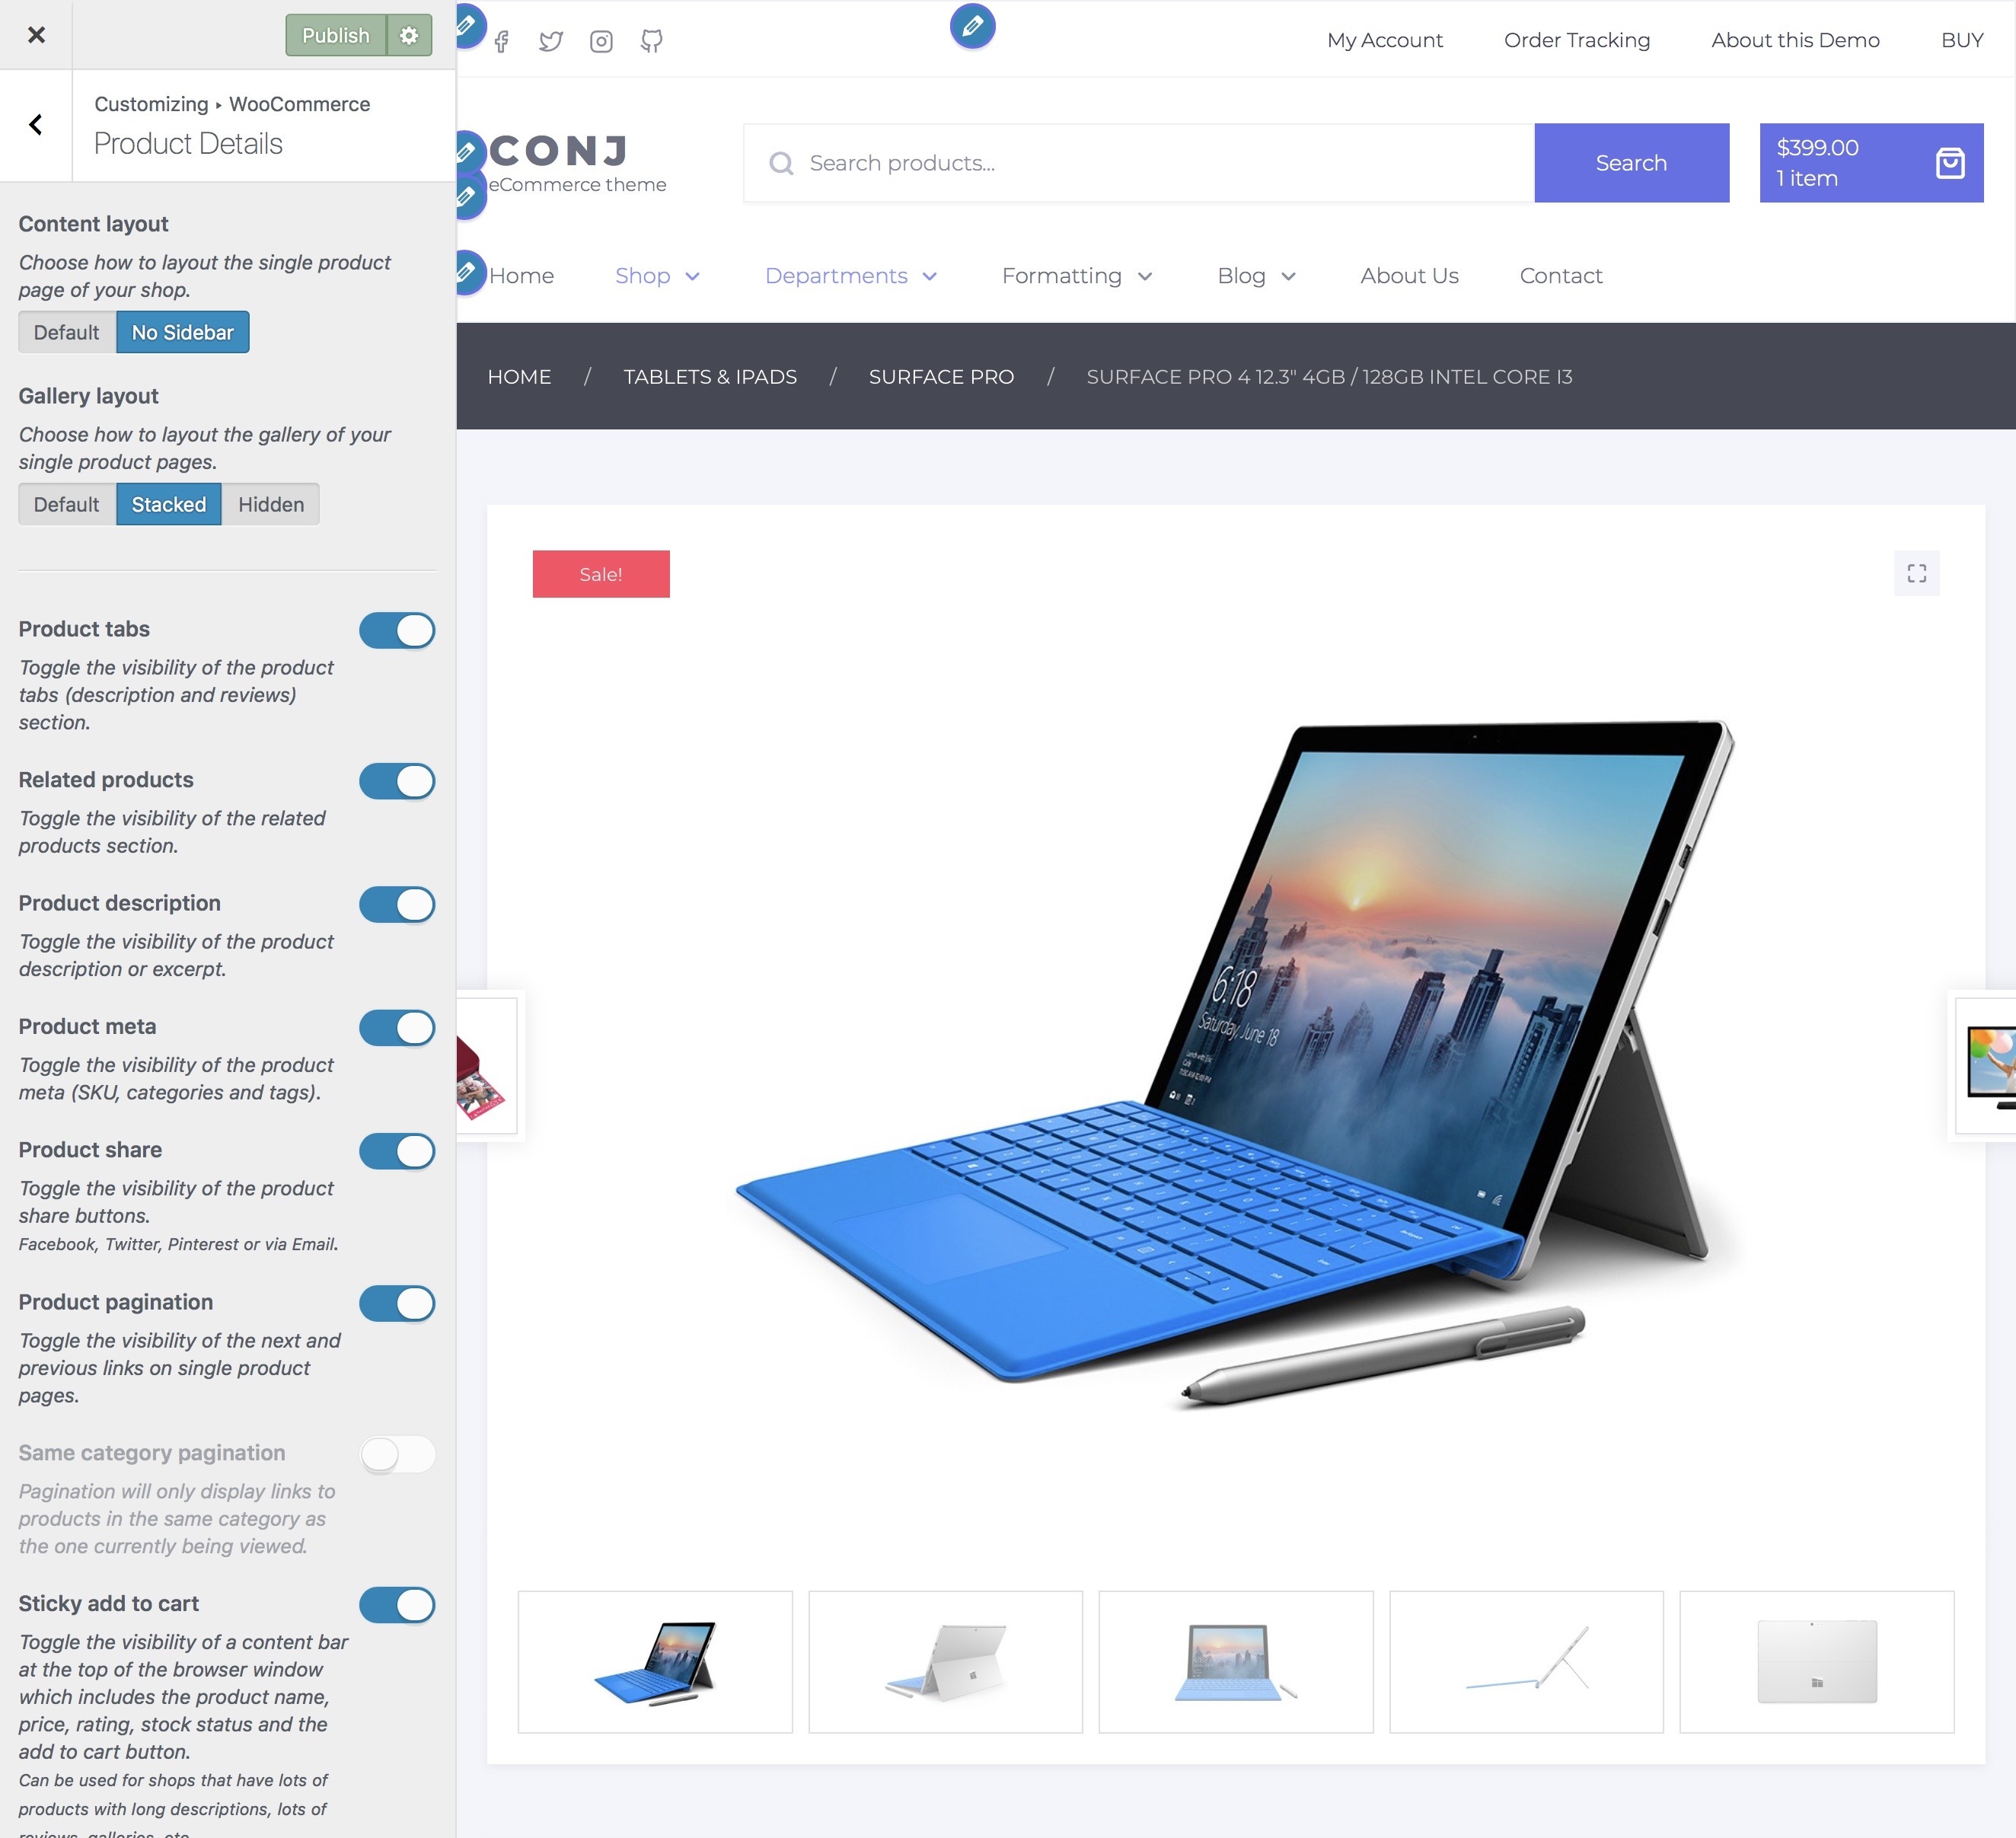 Publish
Customizing ▸ WooCommerce
Product Details
Content layout
Choose how to layout the single product
page of your shop.
Default
No Sidebar
Gallery layout
Choose how to layout the gallery of your
single product pages.
Default
Stacked
Hidden
Product tabs
Toggle the visibility of the product
tabs (description and reviews)
section.
Related products
Toggle the visibility of the related
products section.
Product description
Toggle the visibility of the product
description or excerpt.
Product meta
Toggle the visibility of the product
meta (SKU, categories and tags).
Product share
Toggle the visibility of the product
share buttons.
Facebook, Twitter, Pinterest or via Email.
Product pagination
Toggle the visibility of the next and
previous links on single product
pages.
Same category pagination
Pagination will only display links to
products in the same category as
the one currently being viewed.
Sticky add to cart
Toggle the visibility of a content bar
at the top of the browser window
which includes the product name,
price, rating, stock status and the
add to cart button.
Can be used for shops that have lots of
products with long descriptions, lots of
reviews, galleries, etc.
My Account
Order Tracking
About this Demo
BUY
CONJ
eCommerce theme
Search products...
Search
$399.00
1 item
Home
Shop
Departments
Formatting
Blog
About Us
Contact
HOME / TABLETS & IPADS / SURFACE PRO / SURFACE PRO 4 12.3" 4GB / 128GB INTEL CORE I3
Sale!
6:18
Saturday, June 18